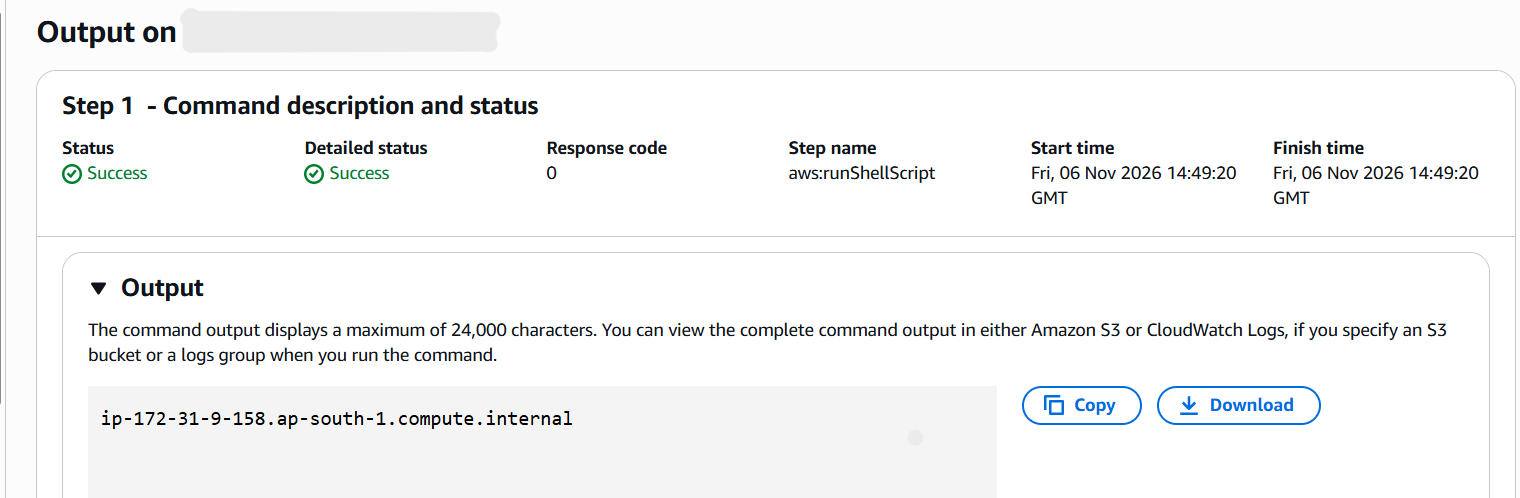 Output on
Step 1 - Command description and status
Status Detailed status Response code Step name Start time Finish time
Success Success 0 aws:runShellScript Fri, 06 Nov 2026 14:49:20 Fri, 06 Nov 2026 14:49:20
GMT GMT
Output
The command output displays a maximum of 24,000 characters. You can view the complete command output in either Amazon S3 or CloudWatch Logs, if you specify an S3
bucket or a logs group when you run the command.
ip-172-31-9-158.ap-south-1.compute.internal Copy Download